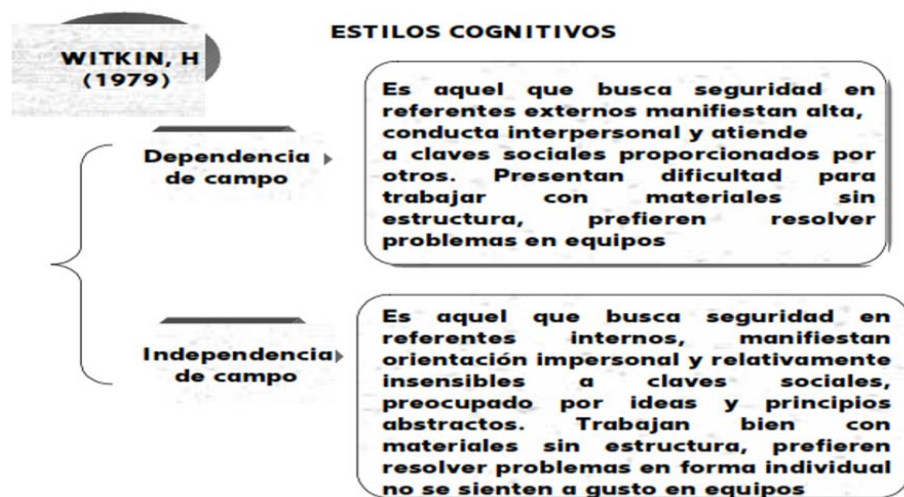 ESTILOS COGNITIVOS
WITKIN, H
(1979)
Dependencia
de campo
Es aquel que busca seguridad en
referentes externos manifiestan alta,
conducta interpersonal y atiende
a claves sociales proporcionados por
otros. Presentan dificultad para
trabajar con materiales sin
estructura, prefieren resolver
problemas en equipos
Independencia
de campo
Es aquel que busca seguridad en
referentes internos, manifiestan
orientación impersonal y relativamente
insensibles a claves sociales,
preocupado por ideas y principios
abstractos. Trabajan bien con
materiales sin estructura, prefieren
resolver problemas en forma individual
no se sienten a gusto en equipos